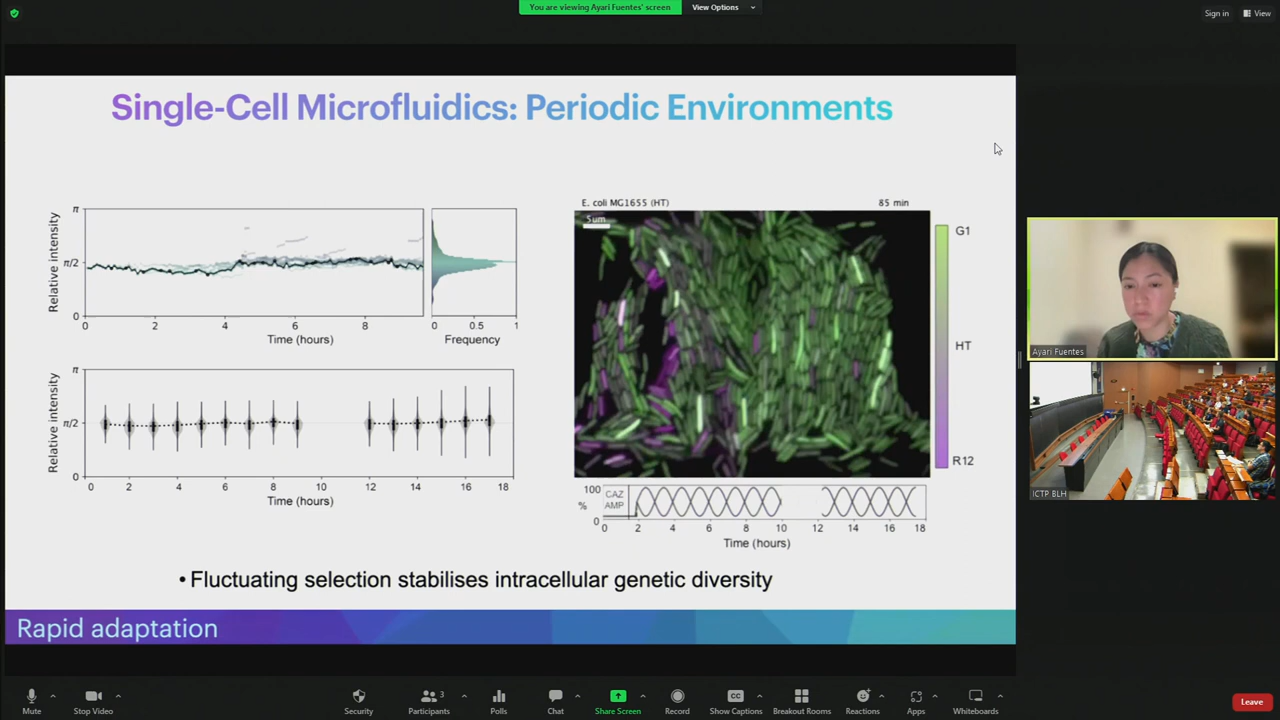 You are viewing Ayari Fuentes' screen
View Options
Sign in
View
Single-Cell Microfluidics: Periodic Environments
Relative intensity
π
π/2
0
0 2 4 6 8
Time (hours)
0 0.5 1
Frequency
Relative intensity
π
π/2
0
0 2 4 6 8 10 12 14 16 18
Time (hours)
E. coli MG1655 (HT)
85 min
5um
G1
HT
R12
100
%
0
CAZ
AMP
0 2 4 6 8 10 12 14 16 18
Time (hours)
• Fluctuating selection stabilises intracellular genetic diversity
Rapid adaptation
Ayari Fuentes
ICTP BLH
Mute
Stop Video
Security
Participants
3
Polls
Chat
Share Screen
Record
CC
Show Captions
Breakout Rooms
Reactions
Apps
Whiteboards
Leave